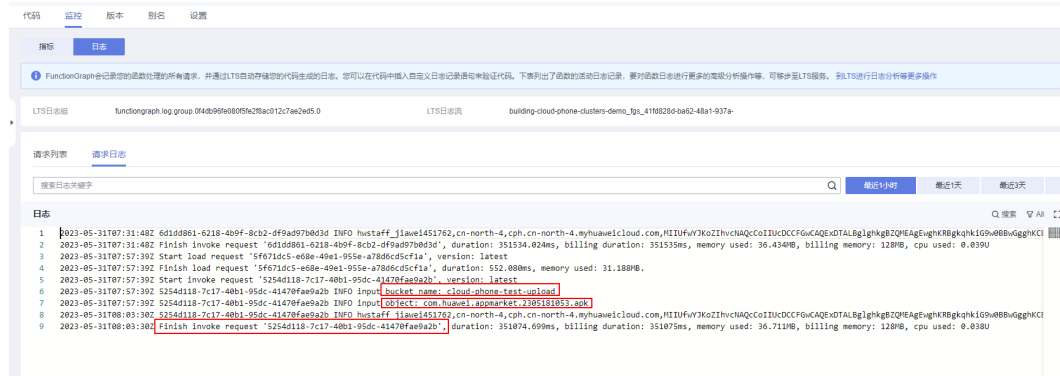 代码 监控 版本 别名 设置
指标 日志
FunctionGraph会记录您的函数处理的所有请求，并通过LTS自动存储您的代码生成的日志。您可以在代码中插入自定义日志记录语句来验证代码。下表列出了函数的活动日志记录，要对函数日志进行更多的高级分析操作等，可移步至LTS服务。 到LTS进行日志分析等更多操作
LTS日志组 functiongraph.log.group.0f4db96fe080f5fe2f8ac012c7ae2ed5.0 LTS日志流 building-cloud-phone-clusters-demo_fgs_41fd828d-ba62-48a1-937a-
请求列表 请求日志
搜索日志关键字 最近1小时 最近1天 最近3天
日志 搜索 All
1 2023-05-31T07:31:48Z 6d1dd861-6218-4b9f-8cb2-df9ad97b0d3d INFO hwstaff_jiawei451762,cn-north-4,cph.cn-north-4.myhuaweicloud.com,MIIUfwYJKoZIhvcNAQcCoIIUcDCCFGwCAQExDTALBglghkgBZQMEAgEwghKRBgkqhkiG9w0BBwGgghKCB
2 2023-05-31T07:31:48Z Finish invoke request '6d1dd861-6218-4b9f-8cb2-df9ad97b0d3d', duration: 351534.024ms, billing duration: 351535ms, memory used: 36.434MB, billing memory: 128MB, cpu used: 0.039U
3 2023-05-31T07:57:39Z Start load request '5f671dc5-e68e-49e1-955e-a78d6cd5cf1a', version: latest
4 2023-05-31T07:57:39Z Finish load request '5f671dc5-e68e-49e1-955e-a78d6cd5cf1a', duration: 552.080ms, memory used: 31.188MB.
5 2023-05-31T07:57:39Z Start invoke request '5254d118-7c17-40b1-95dc-41470fae9a2b', version: latest
6 2023-05-31T07:57:39Z 5254d118-7c17-40b1-95dc-41470fae9a2b INFO input bucket name: cloud-phone-test-upload
7 2023-05-31T07:57:39Z 5254d118-7c17-40b1-95dc-41470fae9a2b INFO input object: com.huawei.appmarket.2305181053.apk
8 2023-05-31T08:03:30Z 5254d118-7c17-40b1-95dc-41470fae9a2b INFO hwstaff_jiawei451762,cn-north-4,cph.cn-north-4.myhuaweicloud.com,MIIUfwYJKoZIhvcNAQcCoIIUcDCCFGwCAQExDTALBglghkgBZQMEAgEwghKRBgkqhkiG9w0BBwGgghKCB
9 2023-05-31T08:03:30Z Finish invoke request '5254d118-7c17-40b1-95dc-41470fae9a2b', duration: 351074.699ms, billing duration: 351075ms, memory used: 36.711MB, billing memory: 128MB, cpu used: 0.038U